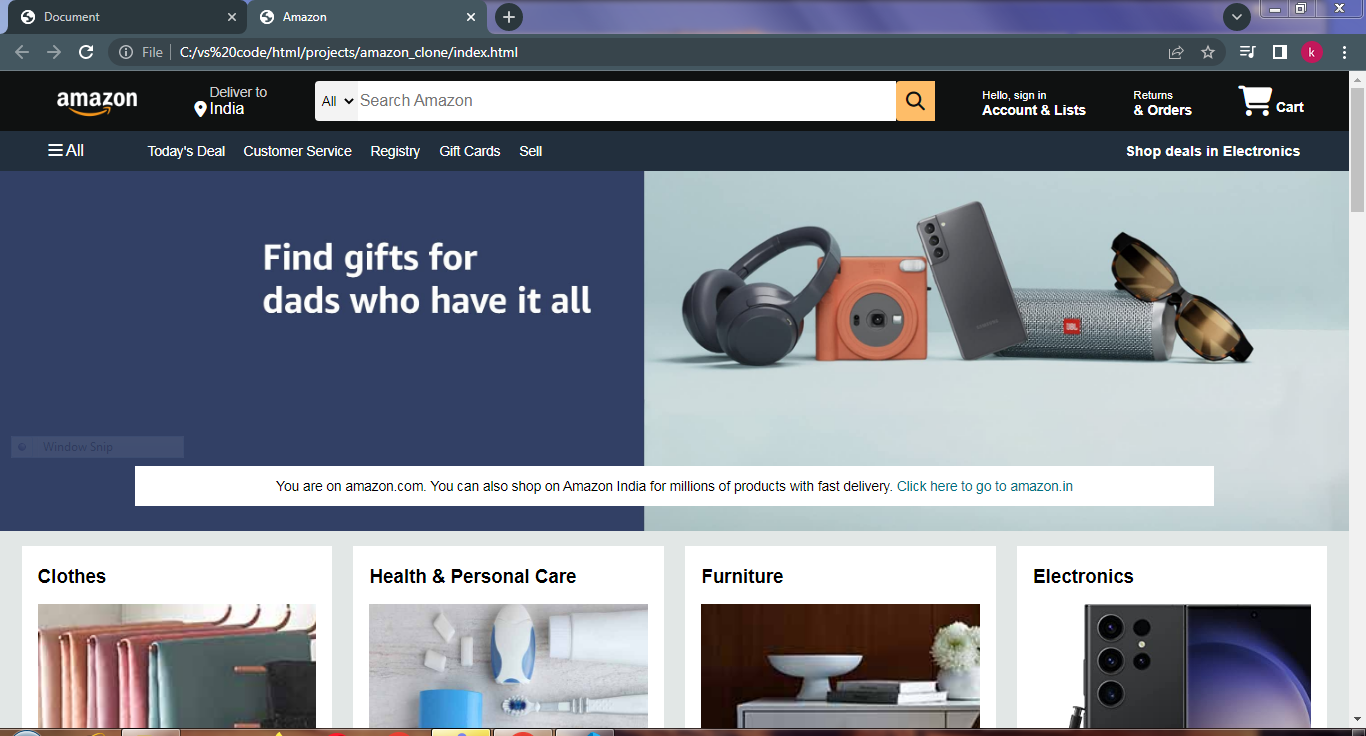 Document
Amazon
File
C:/vs%20code/html/projects/amazon_clone/index.html
k
amazon
Deliver to
India
All
Search Amazon
Hello, sign in
Account & Lists
Returns
& Orders
Cart
All
Today's Deal
Customer Service
Registry
Gift Cards
Sell
Shop deals in Electronics
Find gifts for
dads who have it all
SAMSUNG
JBL
Window Snip
You are on amazon.com. You can also shop on Amazon India for millions of products with fast delivery. Click here to go to amazon.in
Clothes
Health & Personal Care
Furniture
Electronics